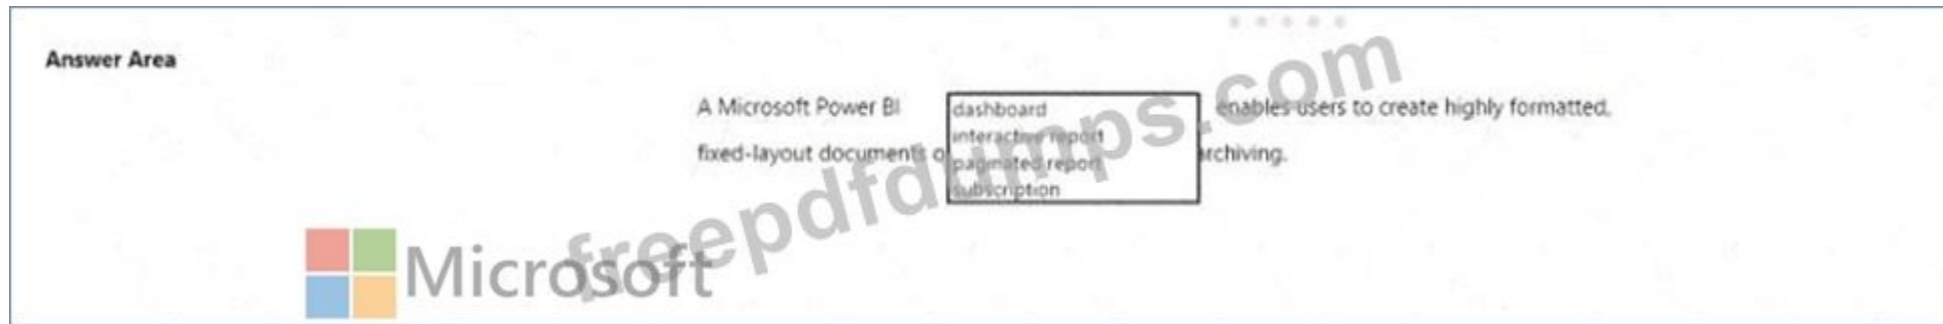 Answer Area
A Microsoft Power BI
dashboard
interactive report
paginated report
subscription
enables users to create highly formatted,
fixed-layout documents
archiving.
freepdfdumps.com
Microsoft